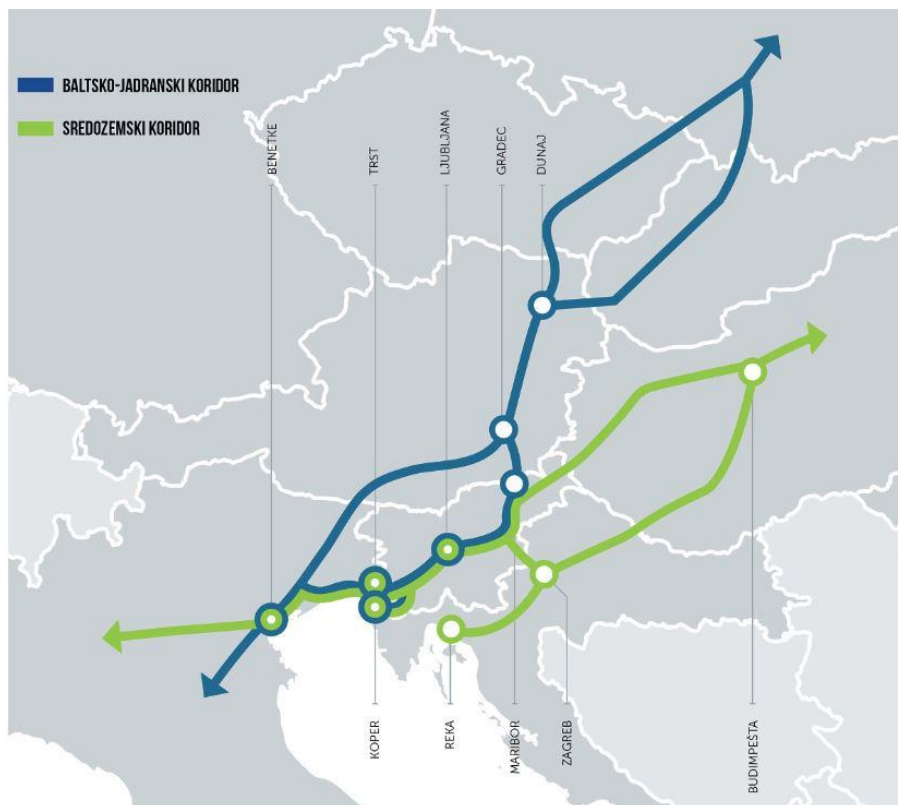 BALTSKO-JADRANSKI KORIDOR
SREDOZEMSKI KORIDOR
BENETKE
TRST
LJUBLJANA
GRADEC
DUNAJ
KOPER
REKA
MARIBOR
ZAGREB
BUDIMPEŠTA